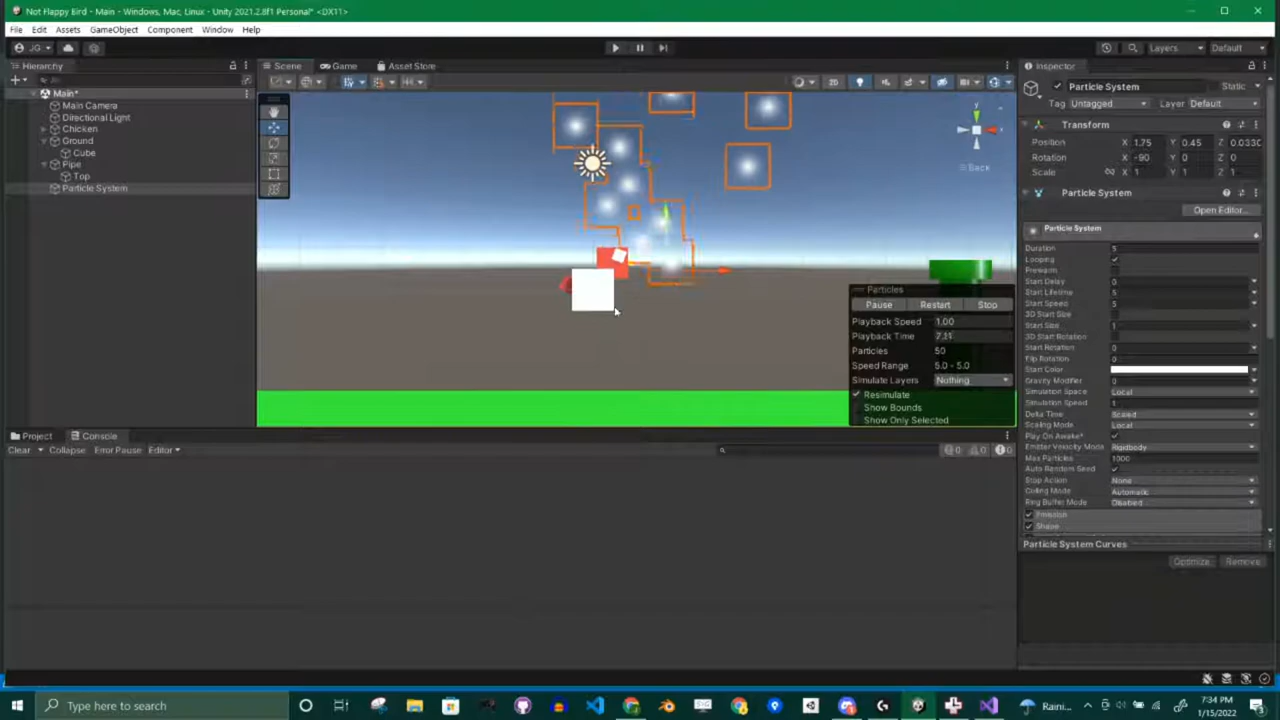 Not Flappy Bird - Main - Windows, Mac, Linux - Unity 2021.2.8f1 Personal* <DX11>
File Edit Assets GameObject Component Window Help
JG Layers Default
Hierarchy
Main*
Main Camera
Directional Light
Chicken
Ground
Cube
Pipe
Top
Particle System
Scene Game Asset Store
2D
y
Back
Particles
Pause Restart Stop
Playback Speed 1.00
Playback Time 7.11
Particles 50
Speed Range 5.0 - 5.0
Simulate Layers Nothing
Resimulate
Show Bounds
Show Only Selected
Inspector
Particle System Static
Tag Untagged Layer Default
Transform
Position X 1.75 Y 0.45 Z 0.0330
Rotation X -90 Y 0 Z 0
Scale X 1 Y 1 Z 1
Particle System
Open Editor...
Particle System
Duration 5
Looping
Prewarm
Start Delay 0
Start Lifetime 5
Start Speed 5
3D Start Size
Start Size 1
3D Start Rotation
Start Rotation 0
Flip Rotation 0
Start Color
Gravity Modifier 0
Simulation Space Local
Simulation Speed 1
Delta Time Scaled
Scaling Mode Local
Play On Awake*
Emitter Velocity Mode Rigidbody
Max Particles 1000
Auto Random Seed
Stop Action None
Culling Mode Automatic
Ring Buffer Mode Disabled
Emission
Shape
Particle System Curves
Optimize Remove
Project Console
Clear Collapse Error Pause Editor
0 0 0
Type here to search
Raini...
7:34 PM
1/15/2022